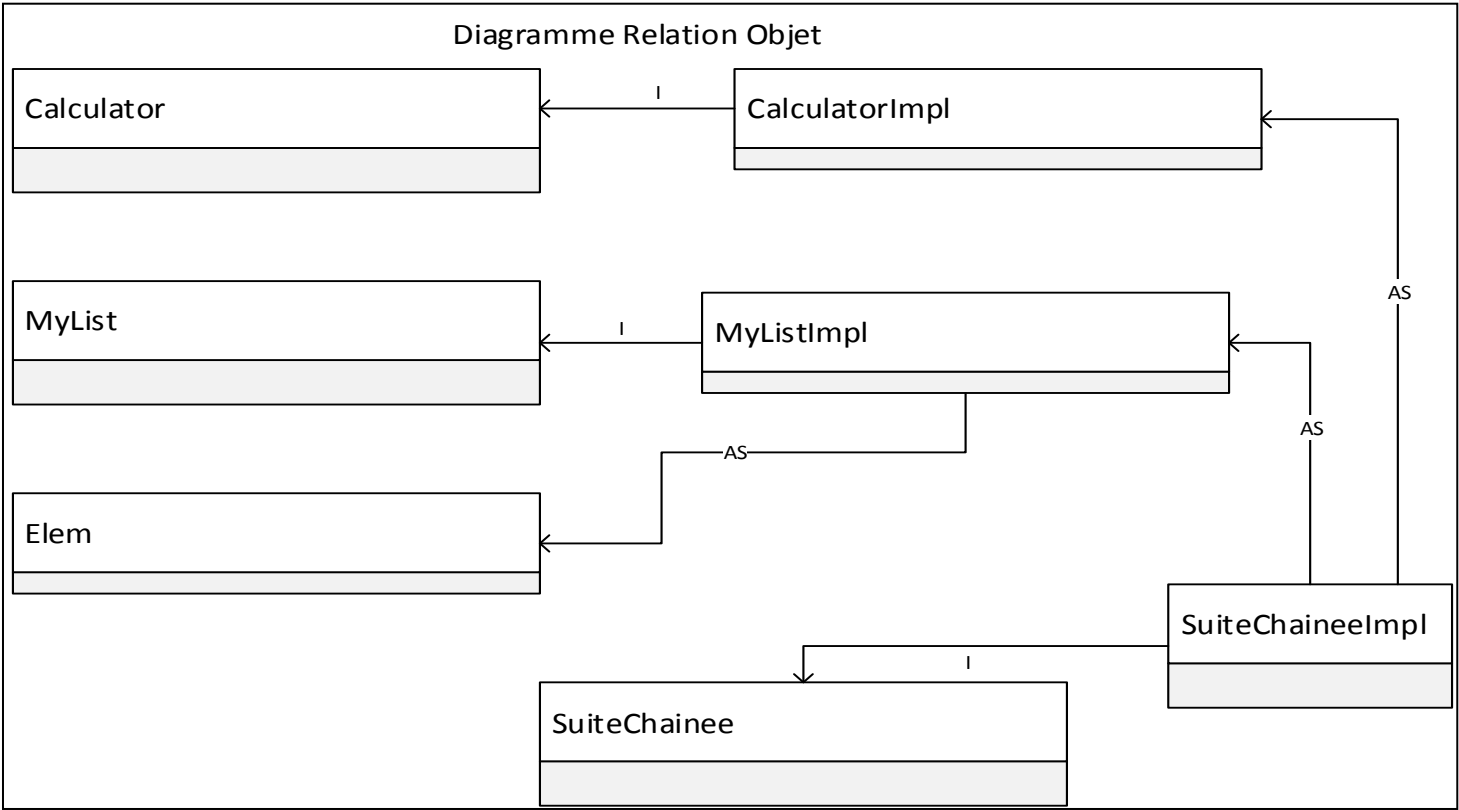 Diagramme Relation Objet
Calculator
I
CalculatorImpl
AS
MyList
I
MyListImpl
AS
AS
Elem
SuiteChaineeImpl
I
SuiteChainee